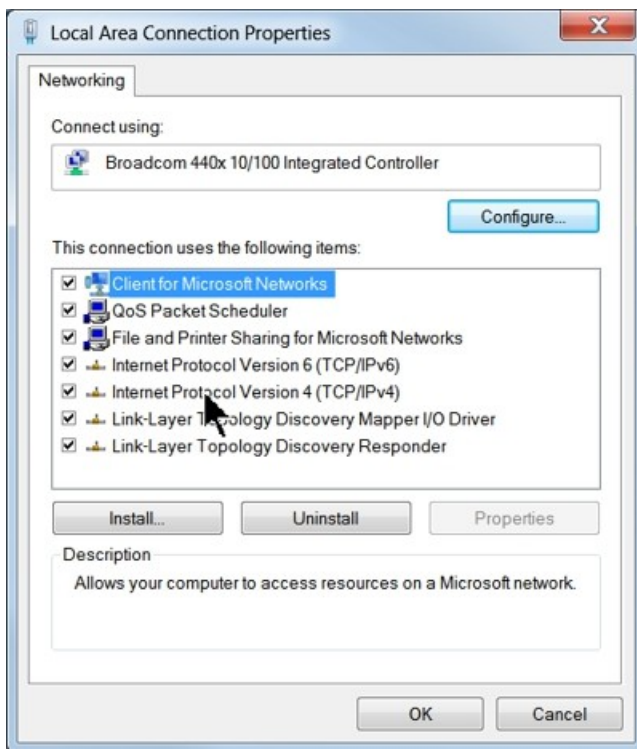 Local Area Connection Properties
Networking
Connect using:
Broadcom 440x 10/100 Integrated Controller
Configure...
This connection uses the following items:
Client for Microsoft Networks
QoS Packet Scheduler
File and Printer Sharing for Microsoft Networks
Internet Protocol Version 6 (TCP/IPv6)
Internet Protocol Version 4 (TCP/IPv4)
Link-Layer Topology Discovery Mapper I/O Driver
Link-Layer Topology Discovery Responder
Install...
Uninstall
Properties
Description
Allows your computer to access resources on a Microsoft network.
OK
Cancel